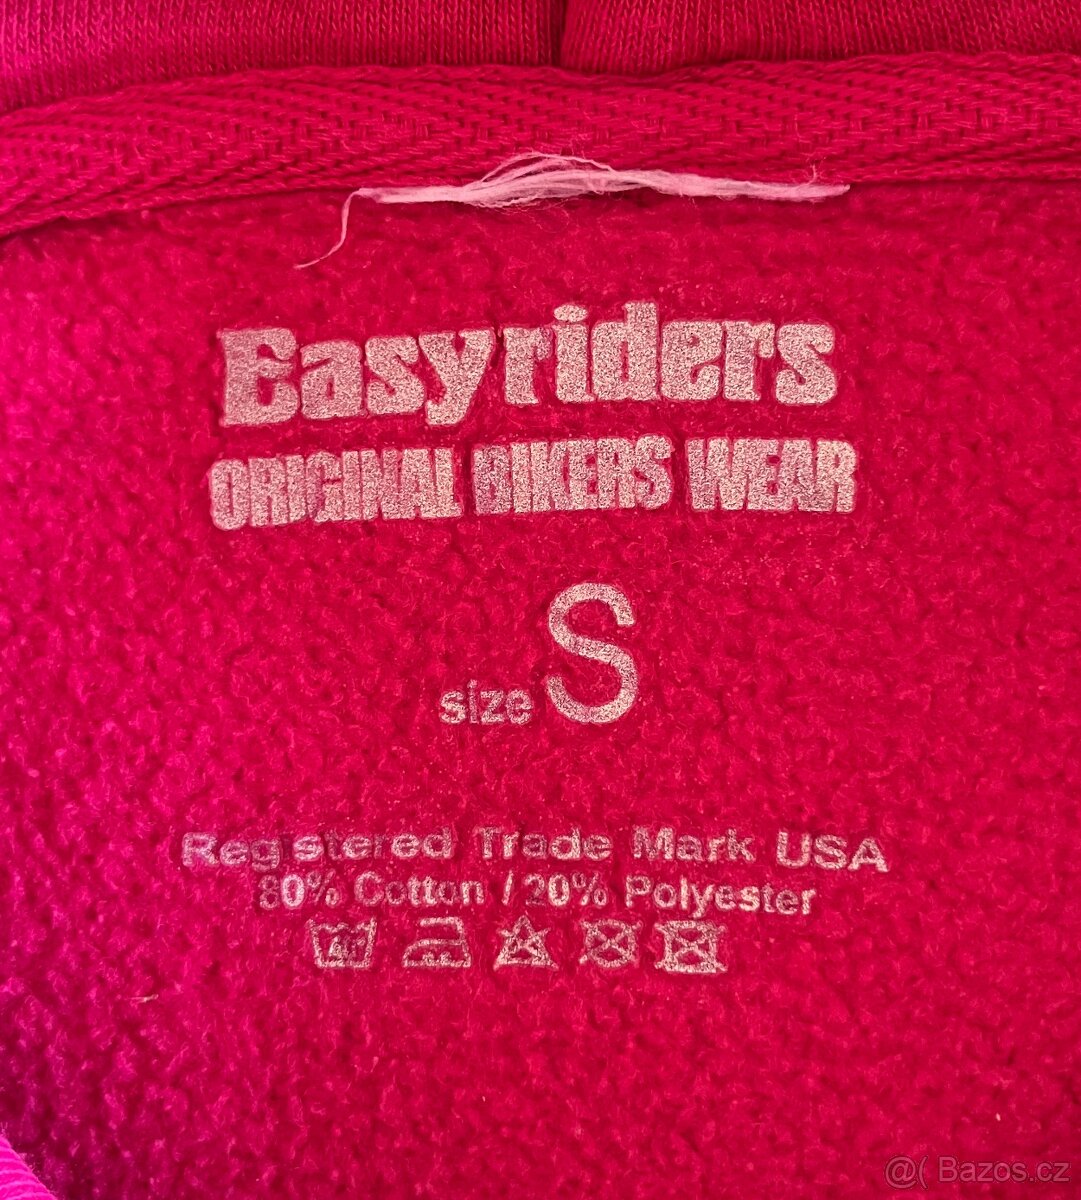 Easyriders
ORIGINAL BIKERS WEAR
size S
Registered Trade Mark USA
80% Cotton / 20% Polyester
@( Bazos.cz